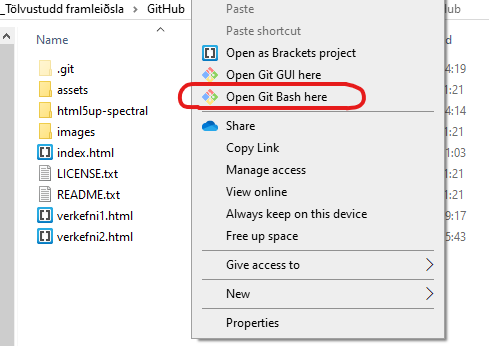 _Tölvustudd framleiðsla > GitHub
Name
.git
assets
html5up-spectral
images
index.html
LICENSE.txt
README.txt
verkefni1.html
verkefni2.html
Paste
Paste shortcut
Open as Brackets project
Open Git GUI here
Open Git Bash here
Share
Copy Link
Manage access
View online
Always keep on this device
Free up space
Give access to
New
Properties
ub
4:19
1:21
4:14
1:21
1:03
1:21
1:21
9:17
5:43